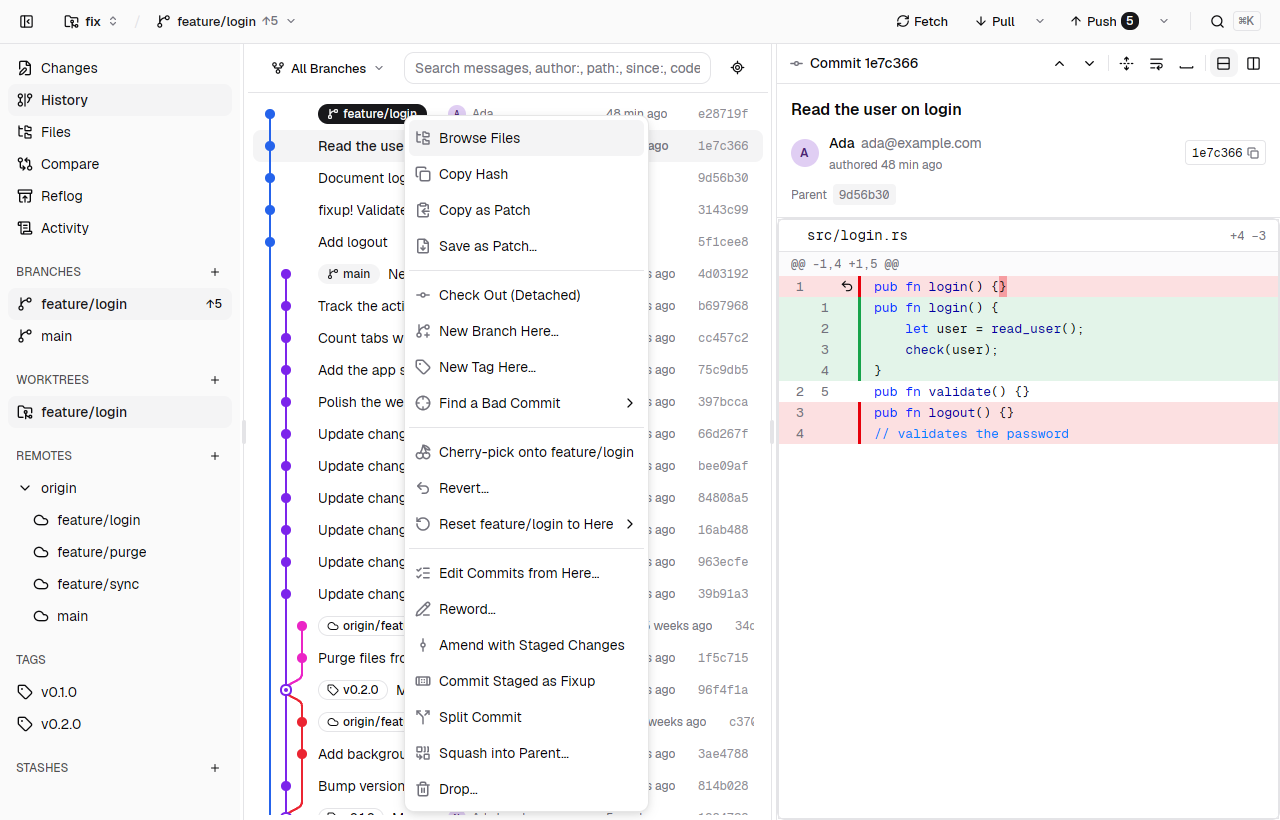 fix / feature/login ↑5 Fetch Pull Push 5 ⌘K
Changes
History
Files
Compare
Reflog
Activity
BRANCHES
feature/login ↑5
main
WORKTREES
feature/login
REMOTES
origin
feature/login
feature/purge
feature/sync
main
TAGS
v0.1.0
v0.2.0
STASHES
All Branches Search messages, author:, path:, since:, code
feature/login A Ada 48 min ago e28719f
Read the use ago 1e7c366
Document log 9d56b30
fixup! Validate 3143c99
Add logout 5f1cee8
main Ne s ago 4d03192
Track the acti s ago b697968
Count tabs w s ago cc457c2
Add the app s s ago 75c9db5
Polish the we s ago 397bcca
Update chang s ago 66d267f
Update chang s ago bee09af
Update chang s ago 84808a5
Update chang s ago 16ab488
Update chang s ago 963ecfe
Update chang s ago 39b91a3
origin/feat weeks ago 34c
Purge files fro s ago 1f5c715
v0.2.0 M s ago 96f4f1a
origin/feat weeks ago c370
Add backgrou s ago 3ae4788
Bump version s ago 814b028
Browse Files
Copy Hash
Copy as Patch
Save as Patch…
Check Out (Detached)
New Branch Here…
New Tag Here…
Find a Bad Commit
Cherry-pick onto feature/login
Revert…
Reset feature/login to Here
Edit Commits from Here…
Reword…
Amend with Staged Changes
Commit Staged as Fixup
Split Commit
Squash into Parent…
Drop…
Commit 1e7c366
Read the user on login
A Ada ada@example.com
authored 48 min ago
1e7c366
Parent 9d56b30
src/login.rs +4 −3
@@ -1,4 +1,5 @@
1 pub fn login() {}
1 pub fn login() {
2 let user = read_user();
3 check(user);
4 }
2 5 pub fn validate() {}
3 pub fn logout() {}
4 // validates the password